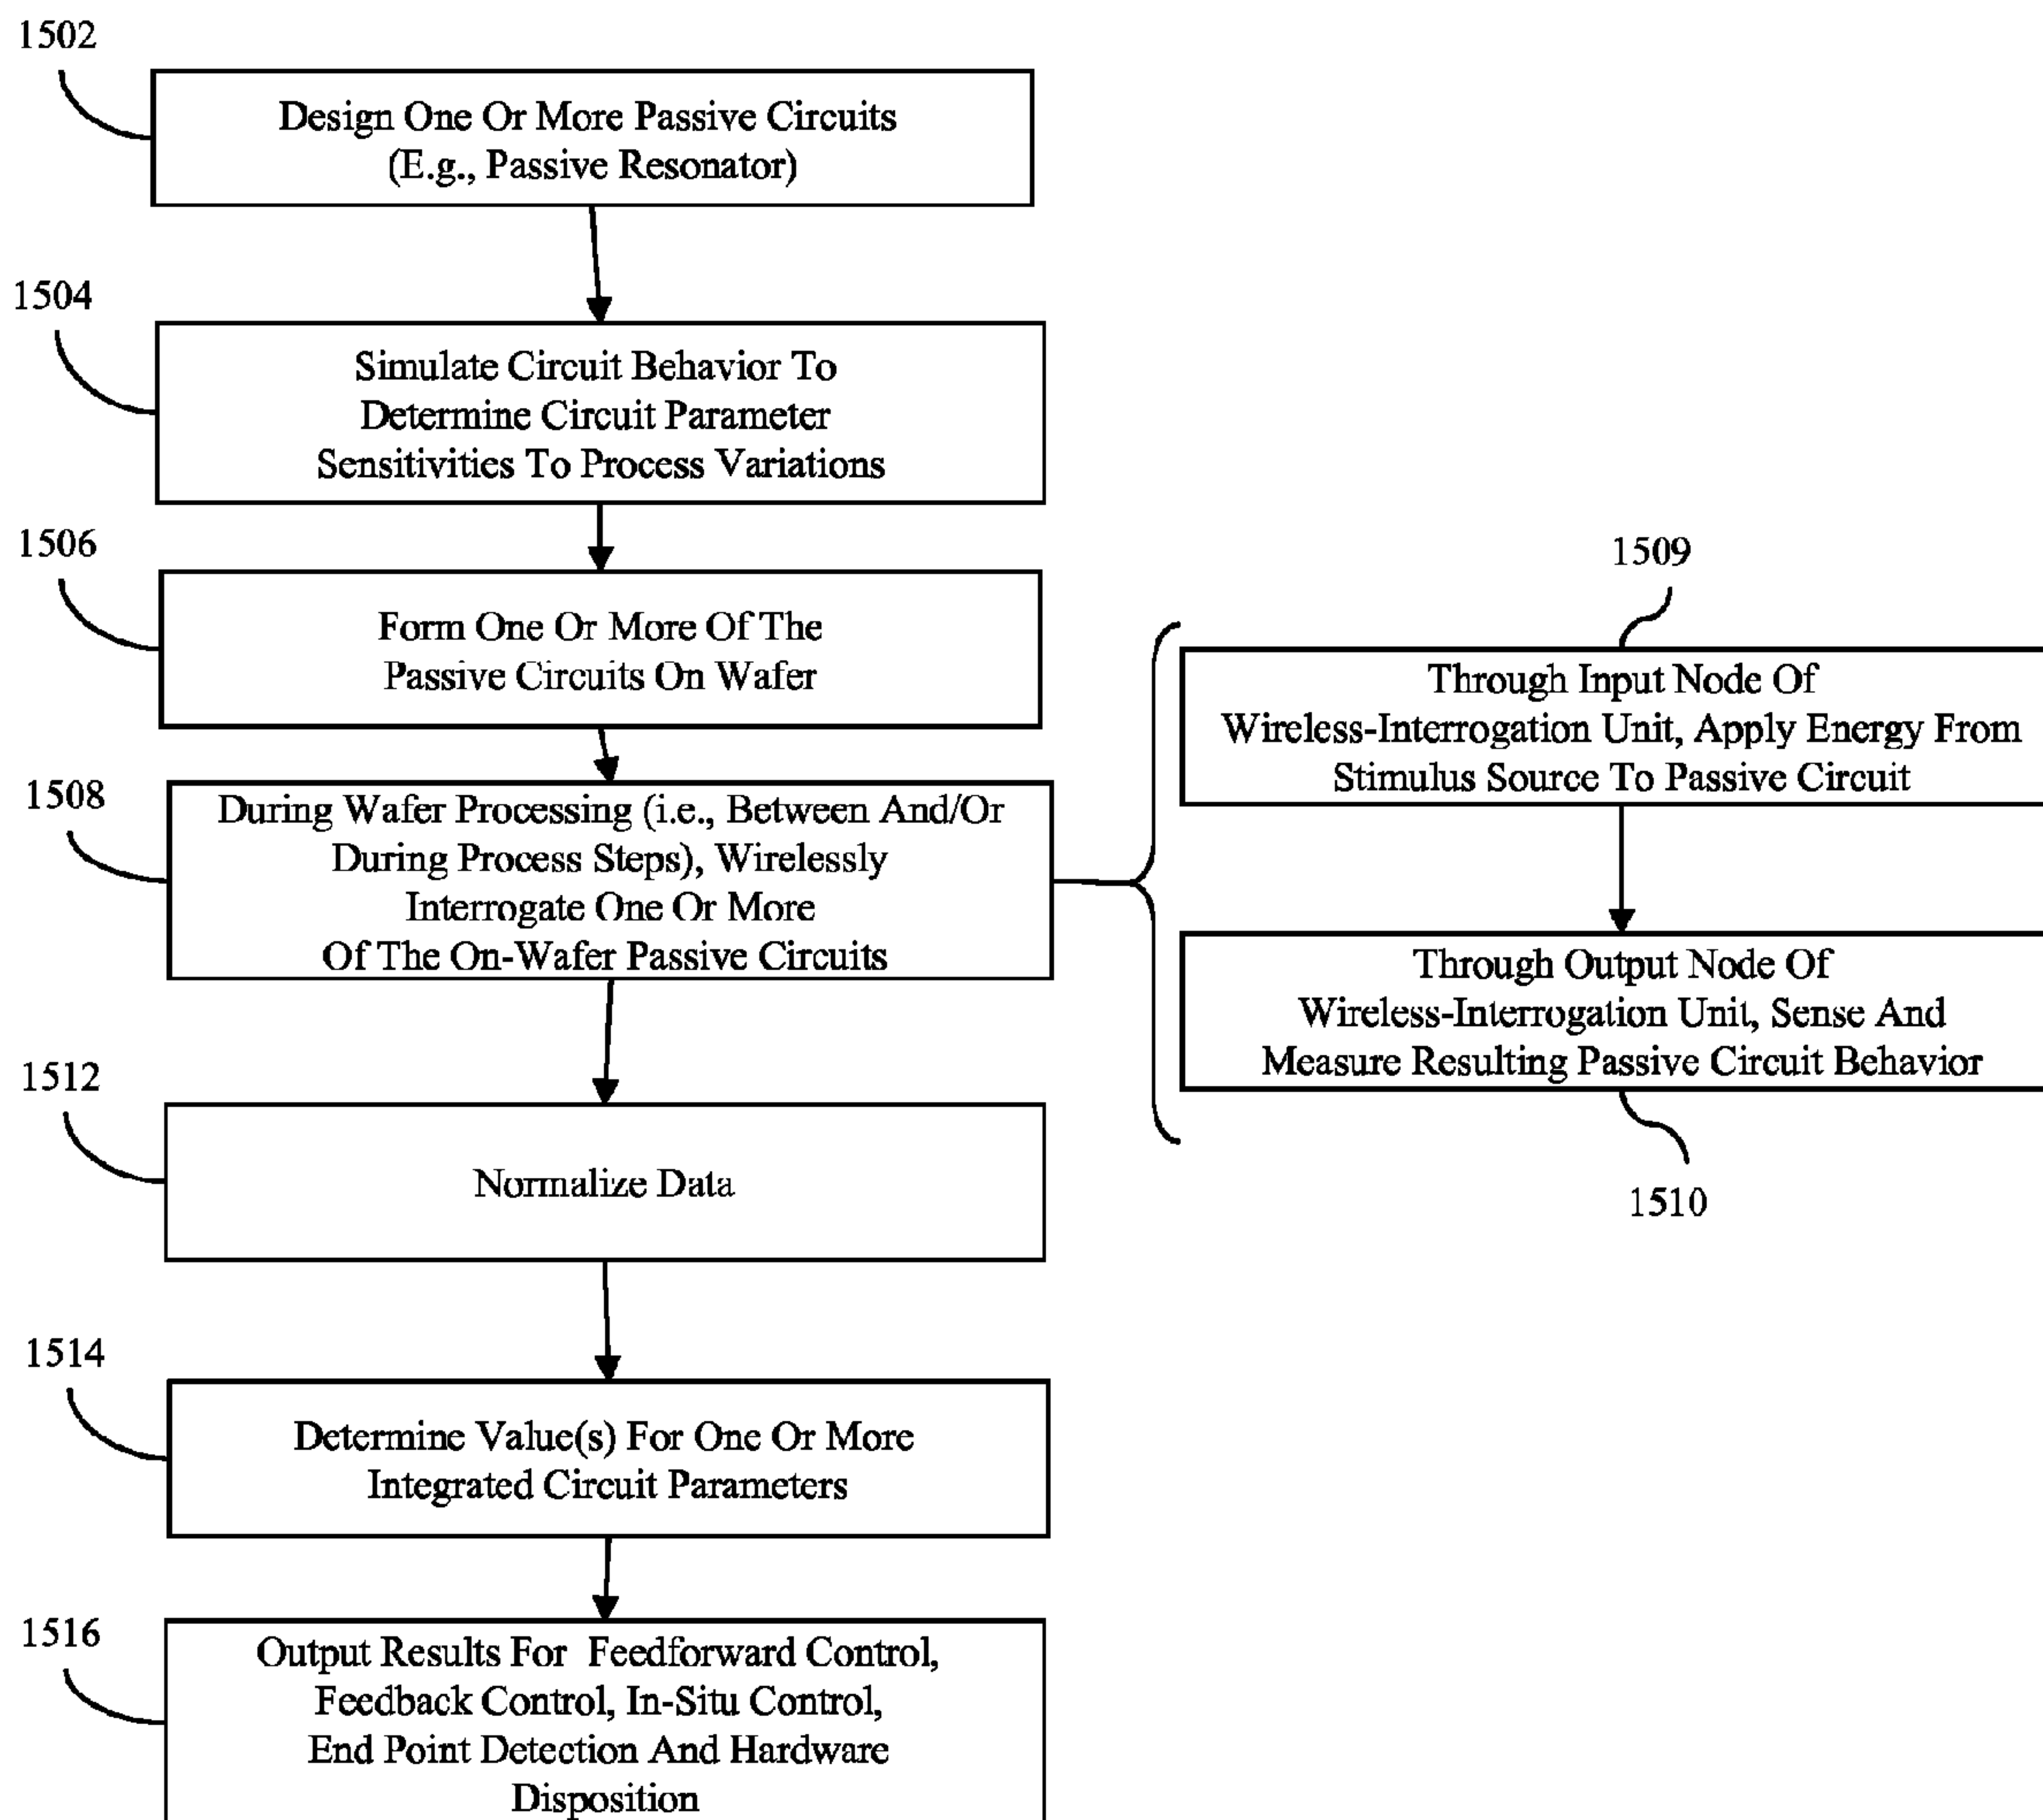 1502
Design One Or More Passive Circuits
(E.g., Passive Resonator)
1504
Simulate Circuit Behavior To
Determine Circuit Parameter
Sensitivities To Process Variations
1506
Form One Or More Of The
Passive Circuits On Wafer
1508
During Wafer Processing (i.e., Between And/Or
During Process Steps), Wirelessly
Interrogate One Or More
Of The On-Wafer Passive Circuits
1509
Through Input Node Of
Wireless-Interrogation Unit, Apply Energy From
Stimulus Source To Passive Circuit
Through Output Node Of
Wireless-Interrogation Unit, Sense And
Measure Resulting Passive Circuit Behavior
1510
1512
Normalize Data
1514
Determine Value(s) For One Or More
Integrated Circuit Parameters
1516
Output Results For Feedforward Control,
Feedback Control, In-Situ Control,
End Point Detection And Hardware
Disposition